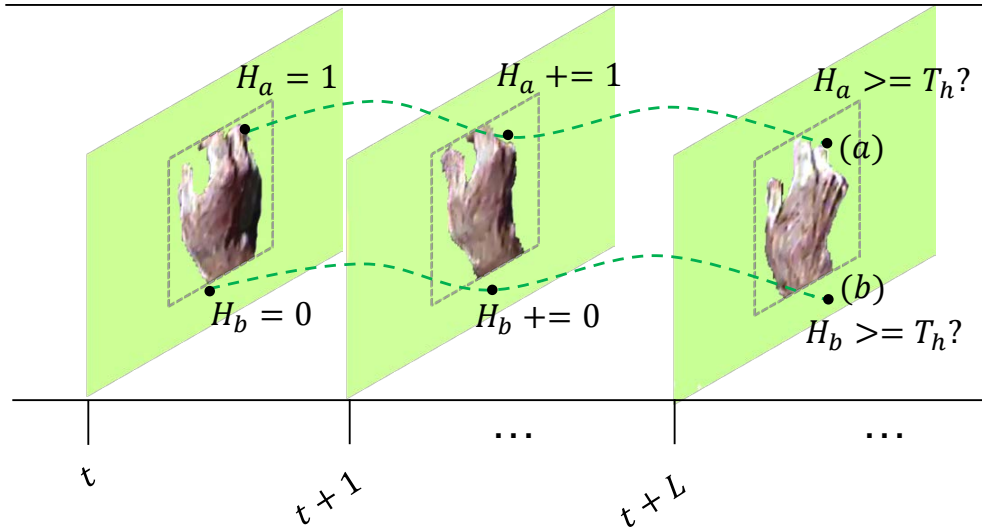 H_a = 1
H_a += 1
H_a >= T_h?
(a)
(b)
H_b = 0
H_b += 0
H_b >= T_h?
... ...
t
t + 1
t + L